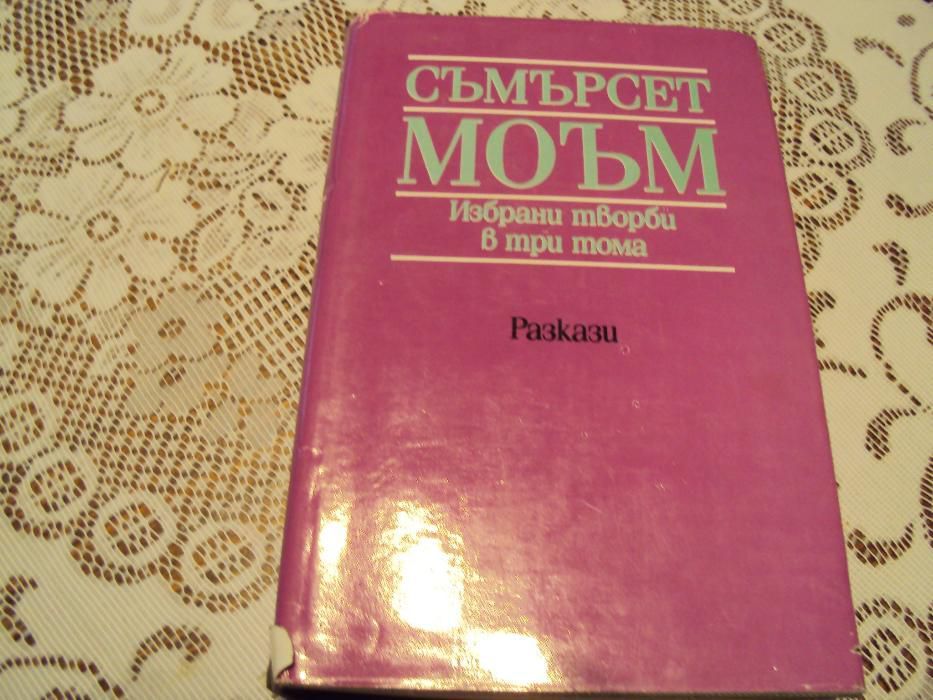 СЪМЪРСЕТ
МОЪМ
Избрани творби
в три тома
Разкази